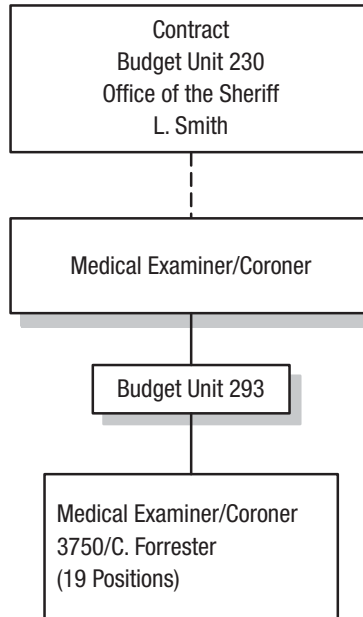 Contract
Budget Unit 230
Office of the Sheriff
L. Smith
Medical Examiner/Coroner
Budget Unit 293
Medical Examiner/Coroner
3750/C. Forrester
(19 Positions)